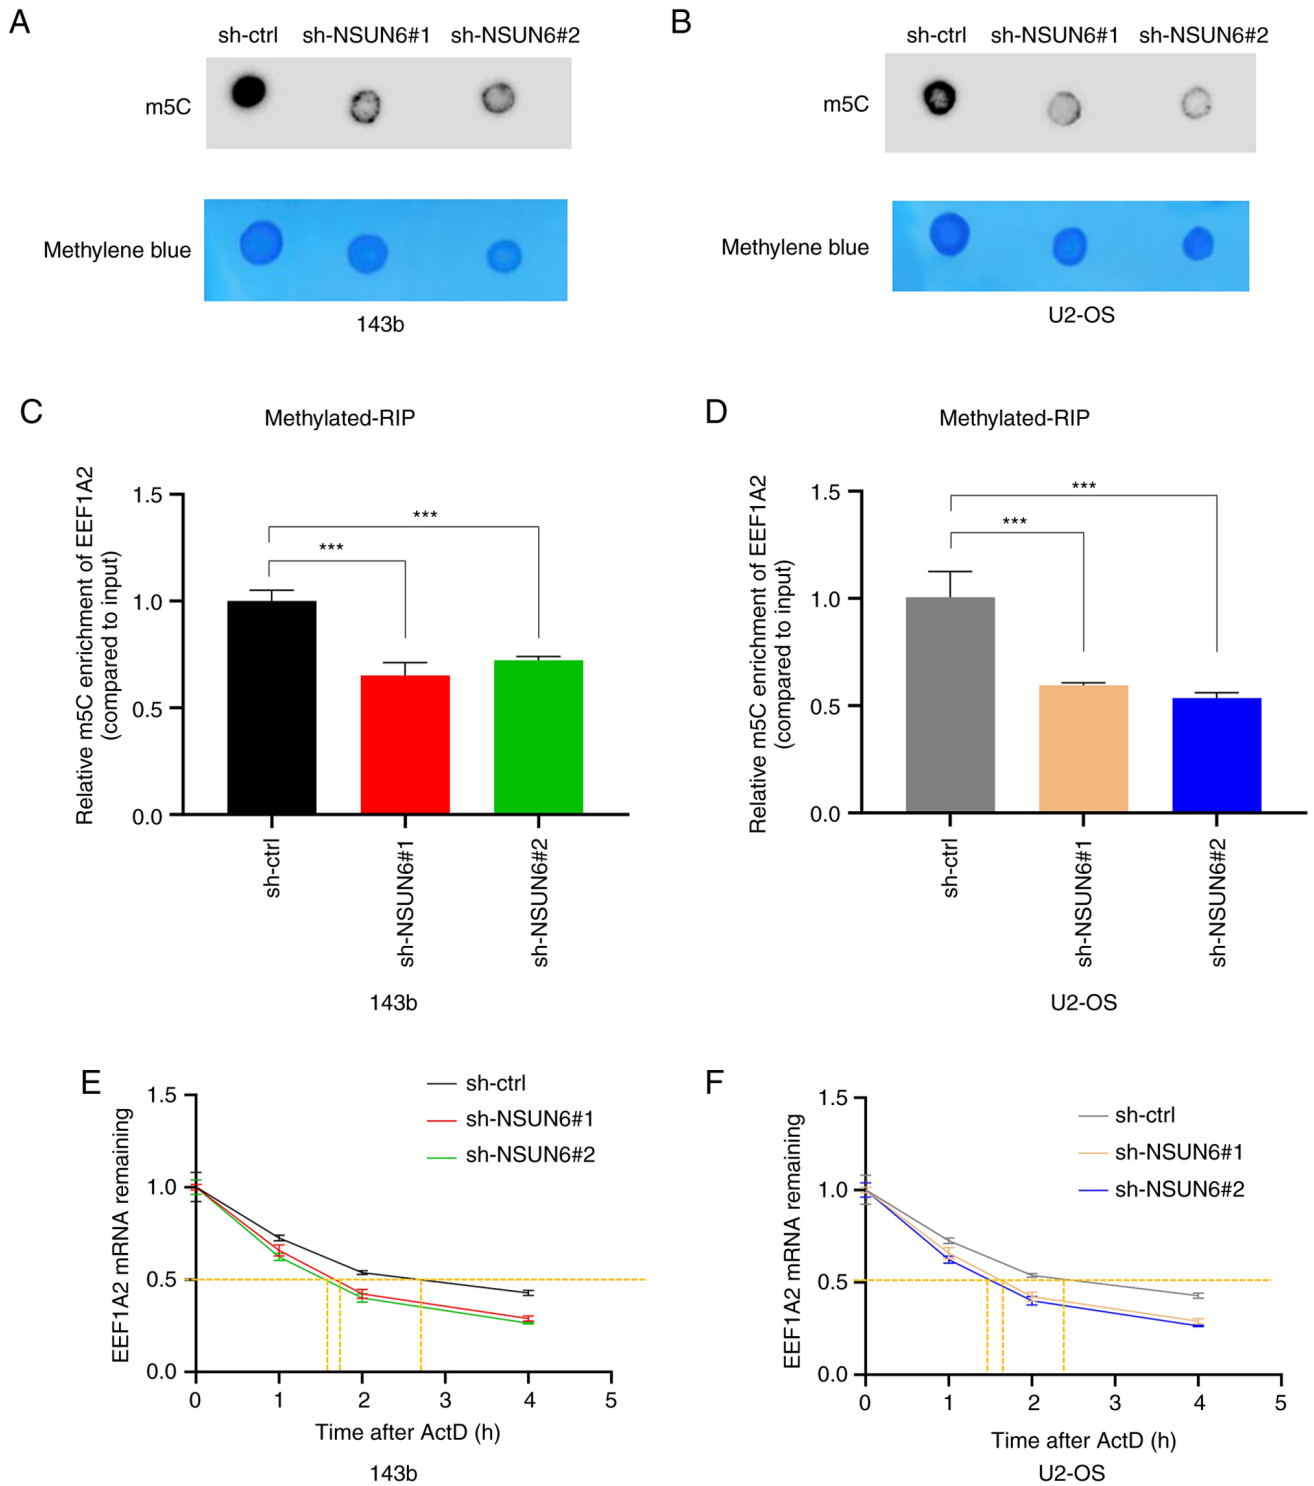 A
sh-ctrl sh-NSUN6#1 sh-NSUN6#2
m5C
Methylene blue
143b
B
sh-ctrl sh-NSUN6#1 sh-NSUN6#2
m5C
Methylene blue
U2-OS
C
Methylated-RIP
Relative m5C enrichment of EEF1A2
(compared to input)
1.5
1.0
0.5
0.0
***
***
sh-ctrl
sh-NSUN6#1
sh-NSUN6#2
143b
D
Methylated-RIP
Relative m5C enrichment of EEF1A2
(compared to input)
1.5
1.0
0.5
0.0
***
***
sh-ctrl
sh-NSUN6#1
sh-NSUN6#2
U2-OS
E
sh-ctrl
sh-NSUN6#1
sh-NSUN6#2
EEF1A2 mRNA remaining
1.5
1.0
0.5
0.0
0 1 2 3 4 5
Time after ActD (h)
143b
F
sh-ctrl
sh-NSUN6#1
sh-NSUN6#2
EEF1A2 mRNA remaining
1.5
1.0
0.5
0.0
0 1 2 3 4 5
Time after ActD (h)
U2-OS